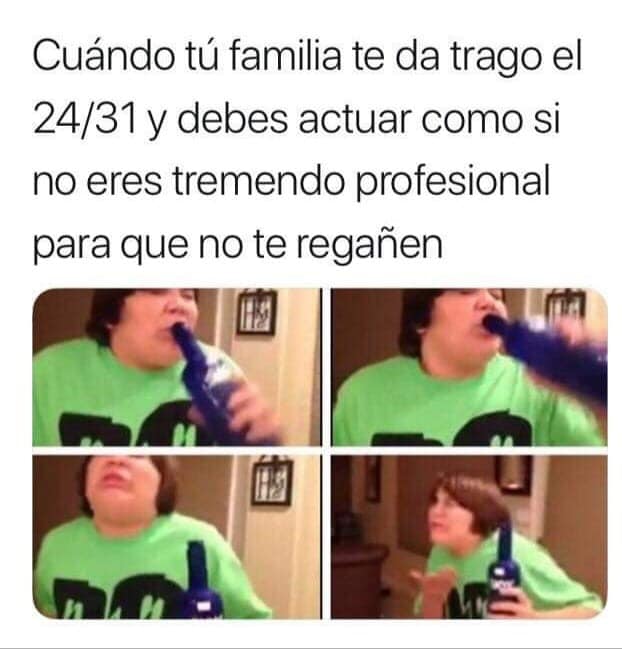 Cuándo tú familia te da trago el
24/31 y debes actuar como si
no eres tremendo profesional
para que no te regañen